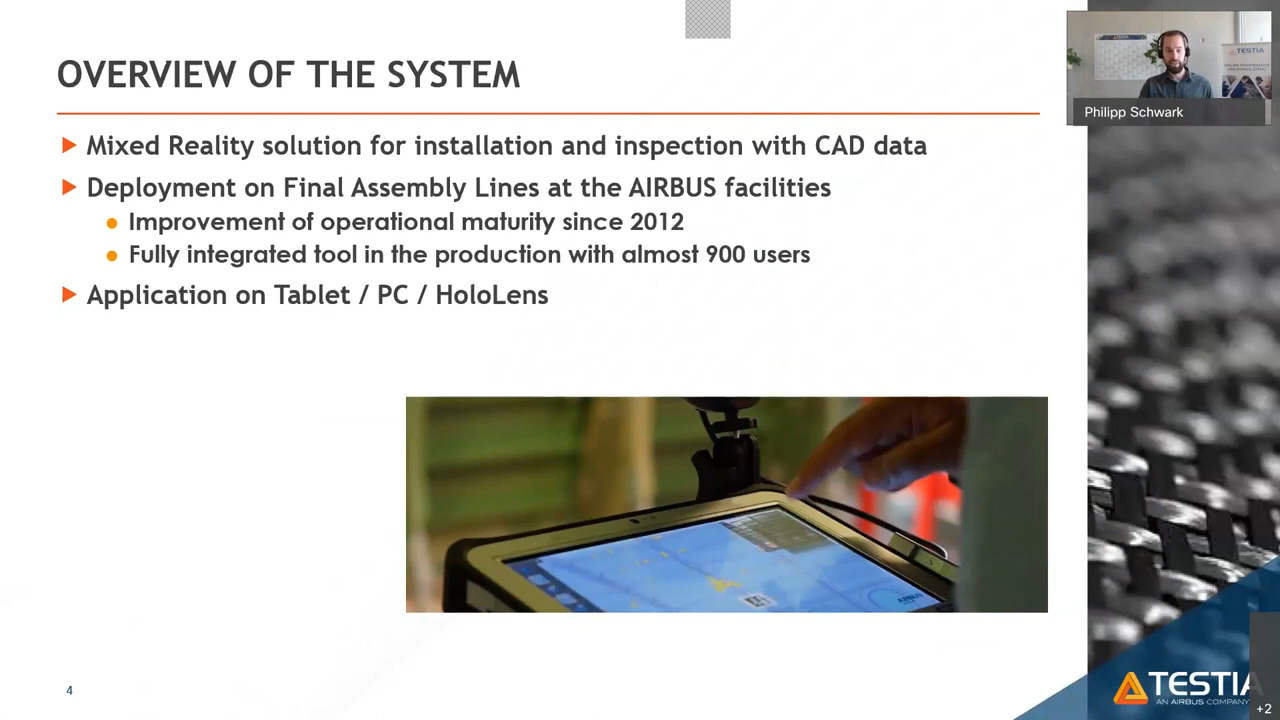 OVERVIEW OF THE SYSTEM
TESTIA
Philipp Schwark
Mixed Reality solution for installation and inspection with CAD data
Deployment on Final Assembly Lines at the AIRBUS facilities
Improvement of operational maturity since 2012
Fully integrated tool in the production with almost 900 users
Application on Tablet / PC / HoloLens
AIRBUS
4
TESTIA
AN AIRBUS COMPANY
+2